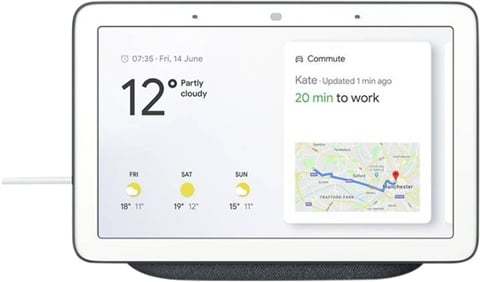 07:35 · Fri, 14 June
12°
Partly
cloudy
FRI
SAT
SUN
18° 11°
19° 12°
15° 11°
Commute
Kate · Updated 1 min ago
20 min to work
Salford
Manchester
TRAFFORD PARK